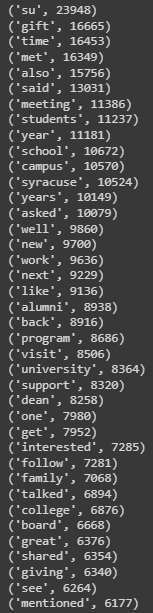 ('su', 23948)
('gift', 16665)
('time', 16453)
('met', 16349)
('also', 15756)
('said', 13031)
('meeting', 11386)
('students', 11237)
('year', 11181)
('school', 10672)
('campus', 10570)
('syracuse', 10524)
('years', 10149)
('asked', 10079)
('well', 9860)
('new', 9700)
('work', 9636)
('next', 9229)
('like', 9136)
('alumni', 8938)
('back', 8916)
('program', 8686)
('visit', 8506)
('university', 8364)
('support', 8320)
('dean', 8258)
('one', 7980)
('get', 7952)
('interested', 7285)
('follow', 7281)
('family', 7068)
('talked', 6894)
('college', 6876)
('board', 6668)
('great', 6376)
('shared', 6354)
('giving', 6340)
('see', 6264)
('mentioned', 6177)